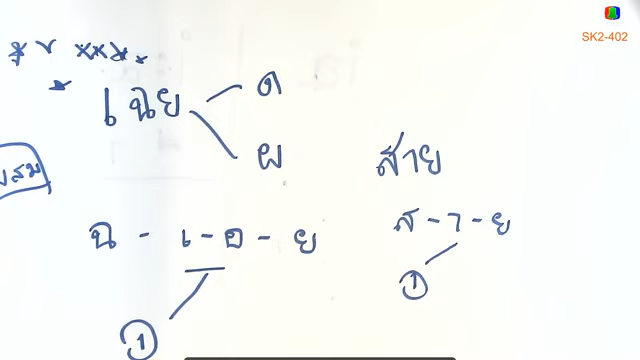 SK2-402
เฉย
ด
ผ
สาย
ฉ - เ-อ - ย
ส - า - ย
1
1